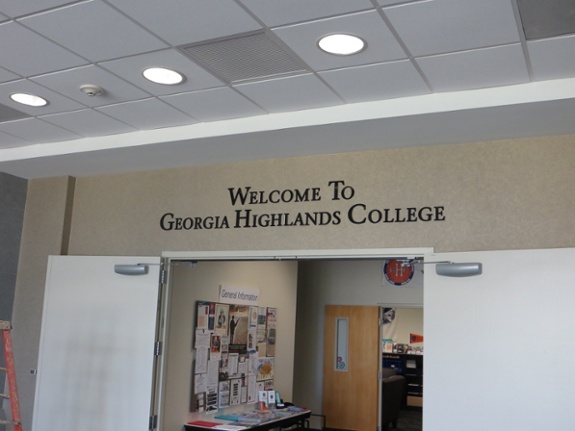 WELCOME TO
GEORGIA HIGHLANDS COLLEGE
General Information